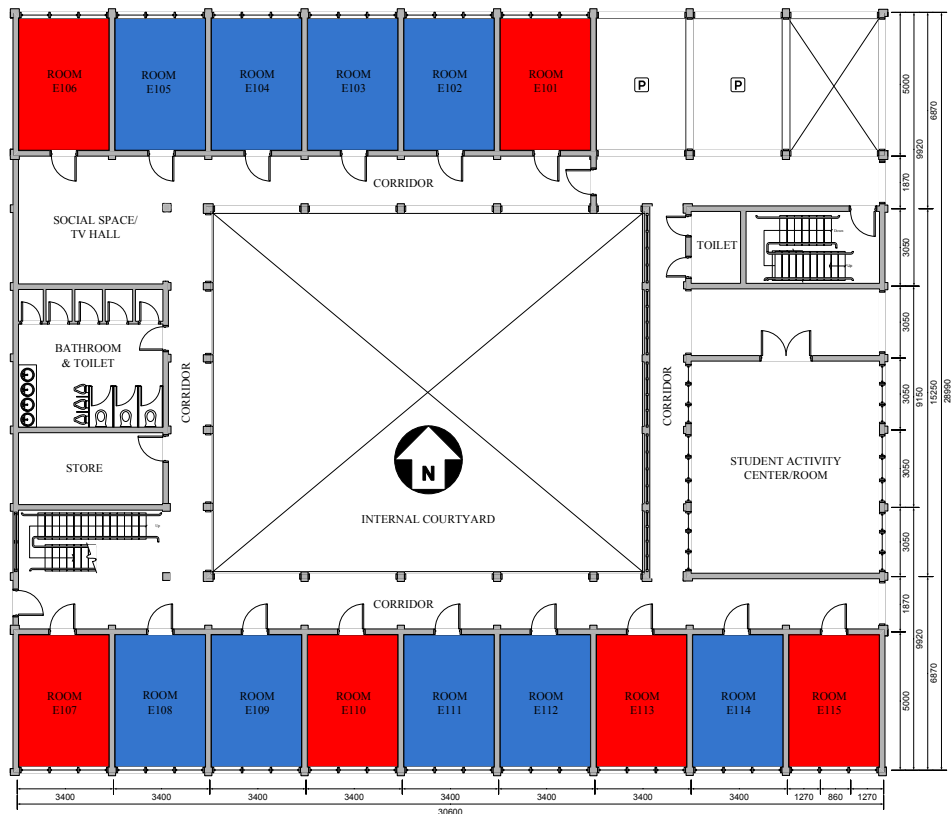 ROOM
E106
ROOM
E105
ROOM
E104
ROOM
E103
ROOM
E102
ROOM
E101
P
P
5000
6870
9920
CORRIDOR
1870
SOCIAL SPACE/
TV HALL
TOILET
Down
Up
3050
3050
BATHROOM
& TOILET
CORRIDOR
CORRIDOR
3050
9150
15250
28990
STORE
STUDENT ACTIVITY
CENTER/ROOM
3050
N
INTERNAL COURTYARD
Up
3050
CORRIDOR
1870
9920
ROOM
E107
ROOM
E108
ROOM
E109
ROOM
E110
ROOM
E111
ROOM
E112
ROOM
E113
ROOM
E114
ROOM
E115
5000
6870
3400
3400
3400
3400
3400
3400
3400
3400
1270
860
1270
30600